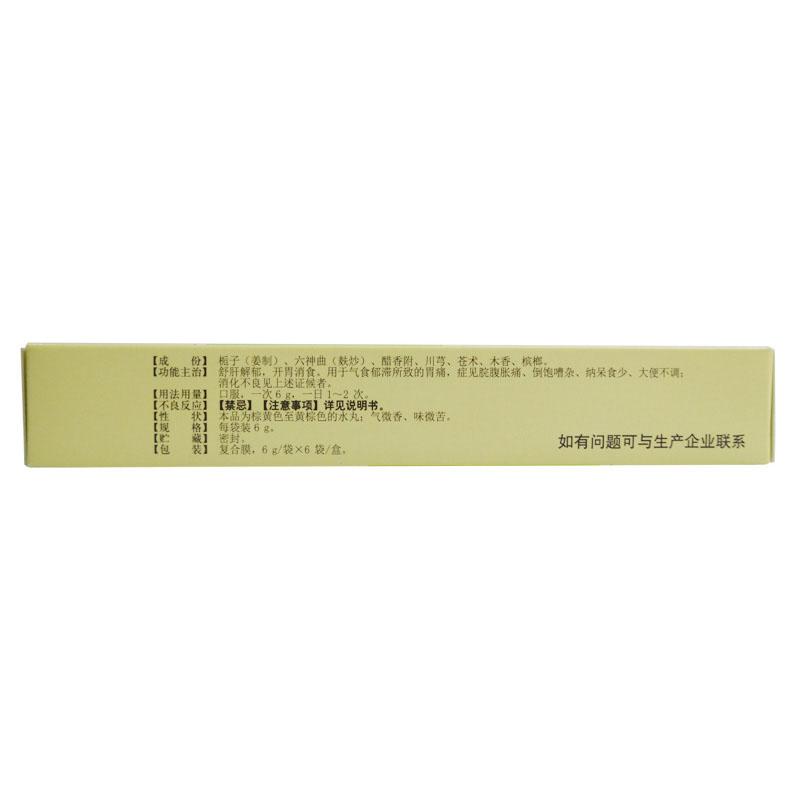 【成　份】栀子（姜制）、六神曲（麸炒）、醋香附、川芎、苍术、木香、槟榔。
【功能主治】舒肝解郁，开胃消食。用于气食郁滞所致的胃痛，症见脘腹胀痛、倒饱嘈杂、纳呆食少、大便不调；
消化不良见上述证候者。
【用法用量】口服，一次6g，一日1～2次。
【不良反应】【禁忌】【注意事项】详见说明书。
【性　状】本品为棕黄色至黄棕色的水丸；气微香、味微苦。
【规　格】每袋装6g。
【贮　藏】密封。
【包　装】复合膜，6g/袋×6袋/盒。
如有问题可与生产企业联系